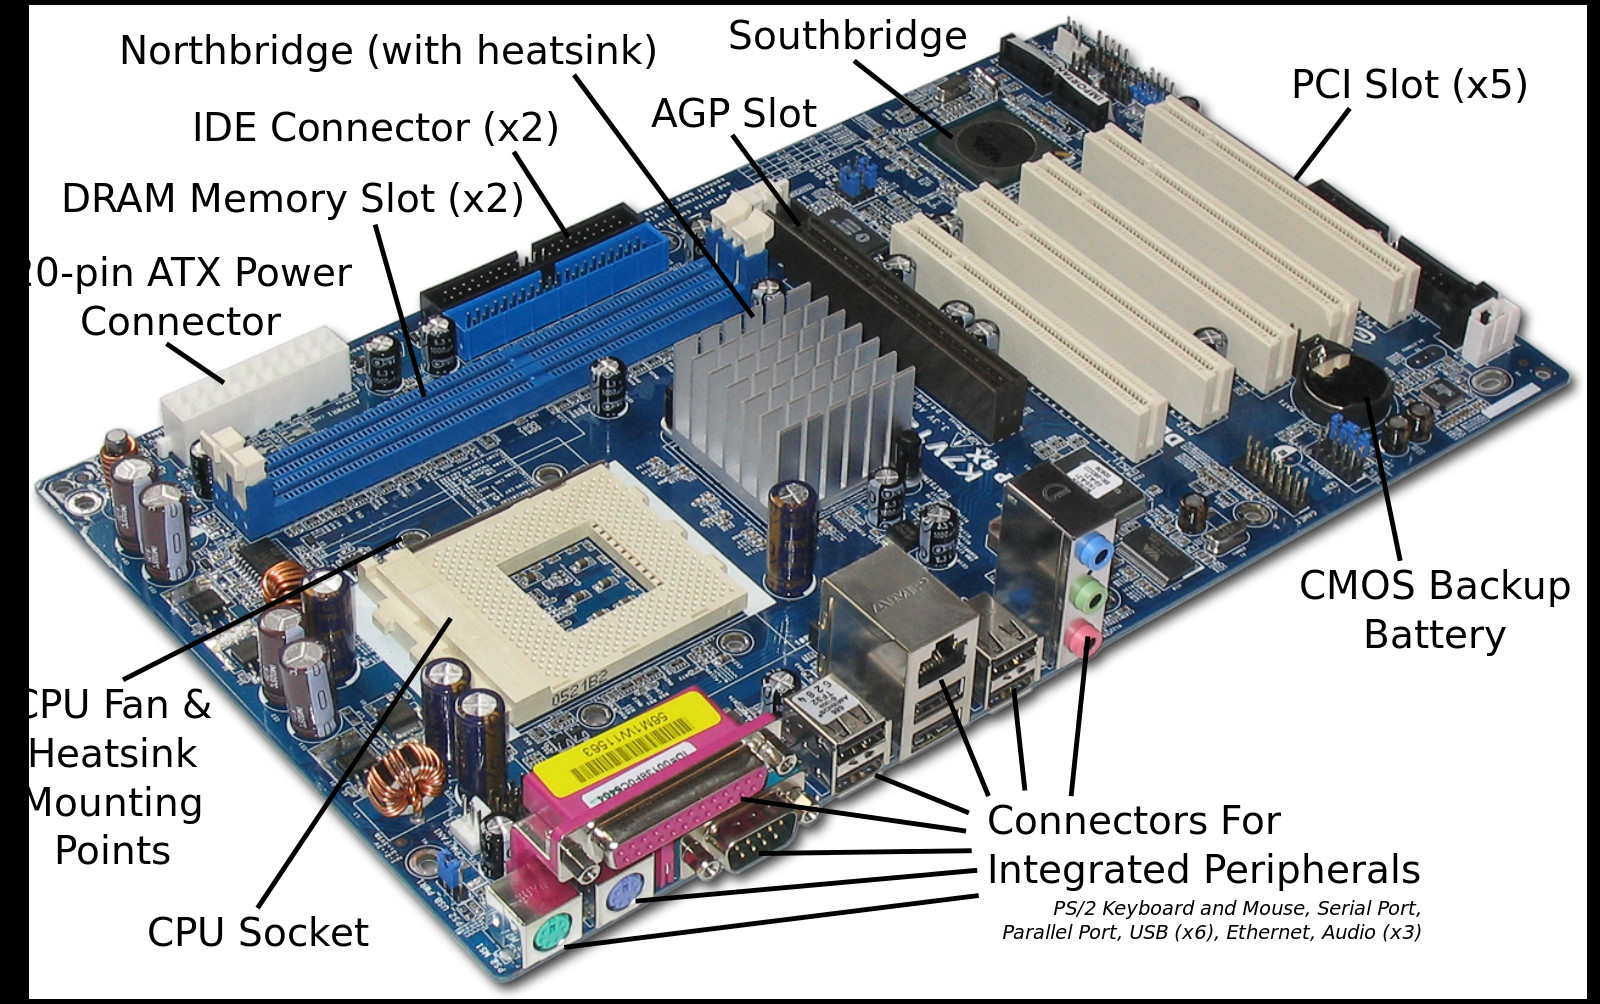 Northbridge (with heatsink)
Southbridge
PCI Slot (x5)
AGP Slot
IDE Connector (x2)
DRAM Memory Slot (x2)
20-pin ATX Power
Connector
CMOS Backup
Battery
CPU Fan &
Heatsink
Mounting
Points
CPU Socket
Connectors For
Integrated Peripherals
PS/2 Keyboard and Mouse, Serial Port,
Parallel Port, USB (x6), Ethernet, Audio (x3)
0521B2
56M1W11563